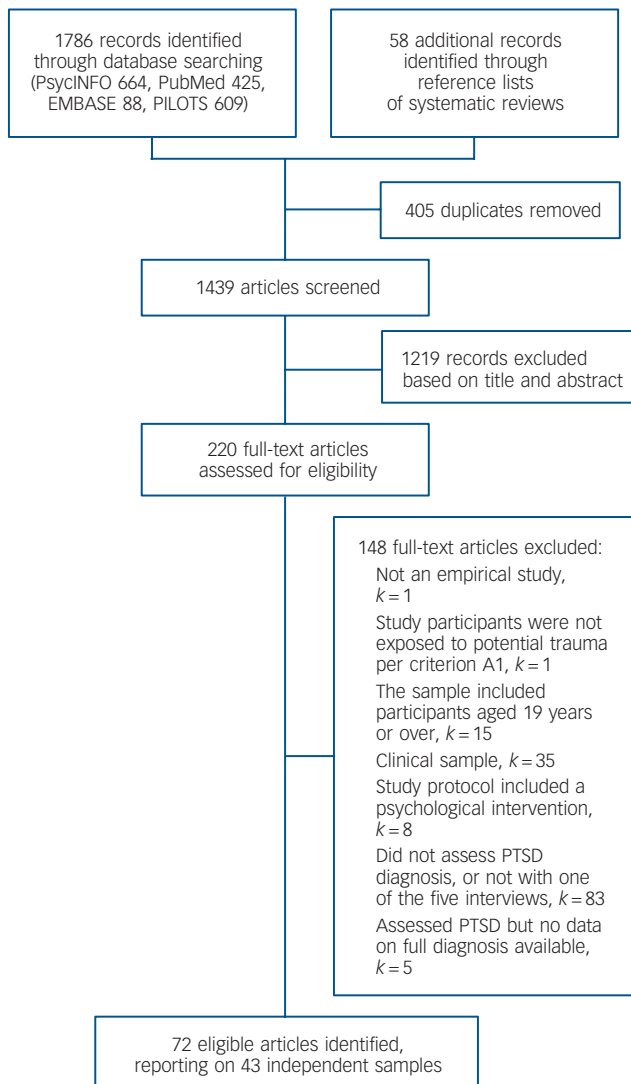 1786 records identified
through database searching
(PsycINFO 664, PubMed 425,
EMBASE 88, PILOTS 609)
58 additional records
identified through
reference lists
of systematic reviews
405 duplicates removed
1439 articles screened
1219 records excluded
based on title and abstract
220 full-text articles
assessed for eligibility
148 full-text articles excluded:
Not an empirical study,
k = 1
Study participants were not
exposed to potential trauma
per criterion A1, k = 1
The sample included
participants aged 19 years
or over, k = 15
Clinical sample, k = 35
Study protocol included a
psychological intervention,
k = 8
Did not assess PTSD
diagnosis, or not with one
of the five interviews, k = 83
Assessed PTSD but no data
on full diagnosis available,
k = 5
72 eligible articles identified,
reporting on 43 independent samples